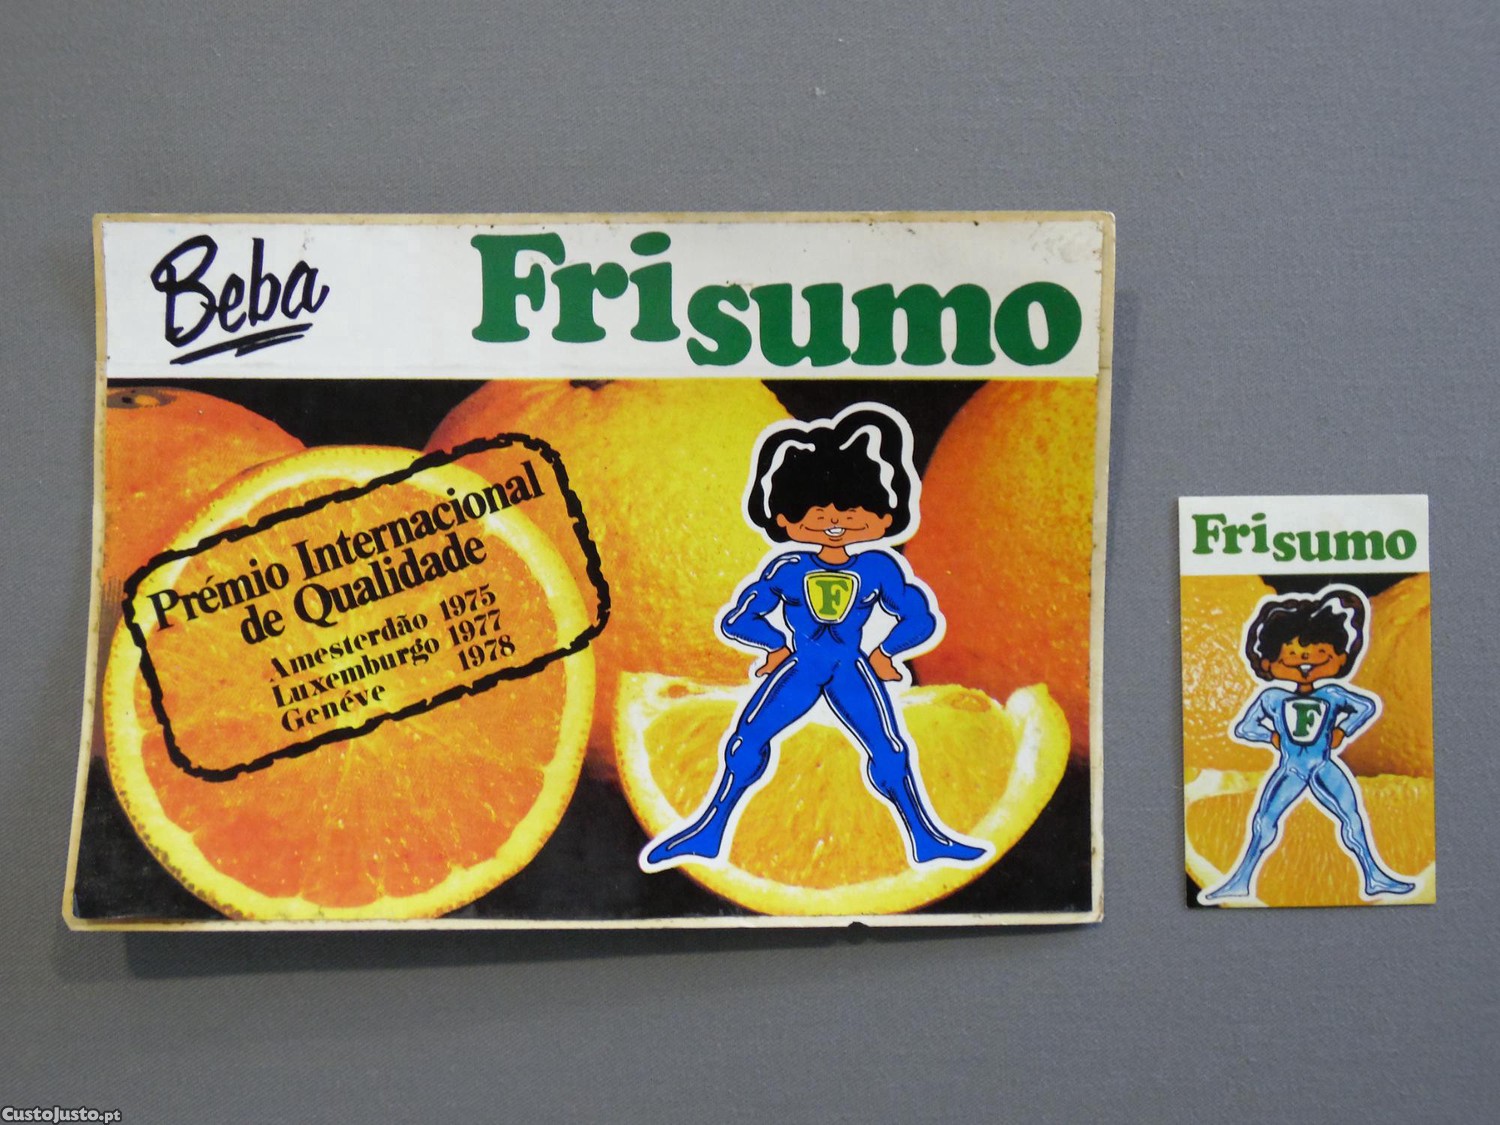 Beba
Frisumo
Prémio Internacional
de Qualidade
Amesterdão 1975
Luxemburgo 1977
Genéve 1978
F
Frisumo
F
CustoJusto.pt